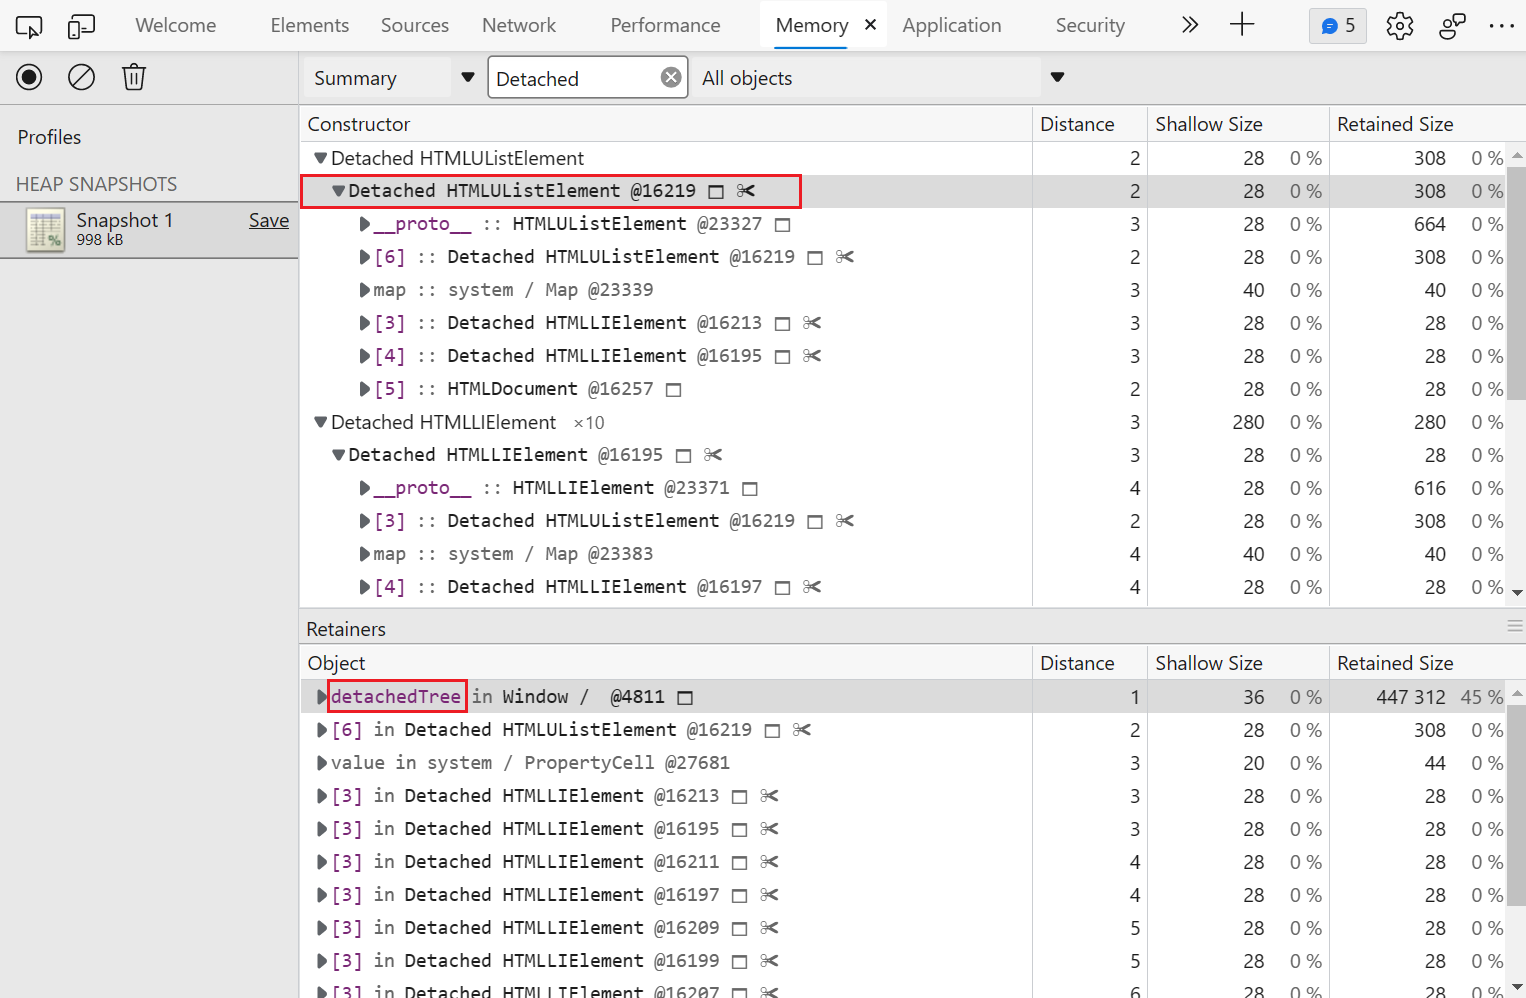 Welcome Elements Sources Network Performance Memory × Application Security 5
Summary Detached All objects
Profiles
HEAP SNAPSHOTS
Snapshot 1 Save
998 kB
Constructor Distance Shallow Size Retained Size
Detached HTMLUListElement 2 28 0 % 308 0 %
Detached HTMLUListElement @16219 2 28 0 % 308 0 %
__proto__ :: HTMLUListElement @23327 3 28 0 % 664 0 %
[6] :: Detached HTMLUListElement @16219 2 28 0 % 308 0 %
map :: system / Map @23339 3 40 0 % 40 0 %
[3] :: Detached HTMLLIElement @16213 3 28 0 % 28 0 %
[4] :: Detached HTMLLIElement @16195 3 28 0 % 28 0 %
[5] :: HTMLDocument @16257 2 28 0 % 28 0 %
Detached HTMLLIElement ×10 3 280 0 % 280 0 %
Detached HTMLLIElement @16195 3 28 0 % 28 0 %
__proto__ :: HTMLLIElement @23371 4 28 0 % 616 0 %
[3] :: Detached HTMLUListElement @16219 2 28 0 % 308 0 %
map :: system / Map @23383 4 40 0 % 40 0 %
[4] :: Detached HTMLLIElement @16197 4 28 0 % 28 0 %
Retainers
Object Distance Shallow Size Retained Size
detachedTree in Window / @4811 1 36 0 % 447 312 45 %
[6] in Detached HTMLUListElement @16219 2 28 0 % 308 0 %
value in system / PropertyCell @27681 3 20 0 % 44 0 %
[3] in Detached HTMLLIElement @16213 3 28 0 % 28 0 %
[3] in Detached HTMLLIElement @16195 3 28 0 % 28 0 %
[3] in Detached HTMLLIElement @16211 4 28 0 % 28 0 %
[3] in Detached HTMLLIElement @16197 4 28 0 % 28 0 %
[3] in Detached HTMLLIElement @16209 5 28 0 % 28 0 %
[3] in Detached HTMLLIElement @16199 5 28 0 % 28 0 %
[3] in Detached HTMLLIElement @16207 6 28 0 % 28 0 %